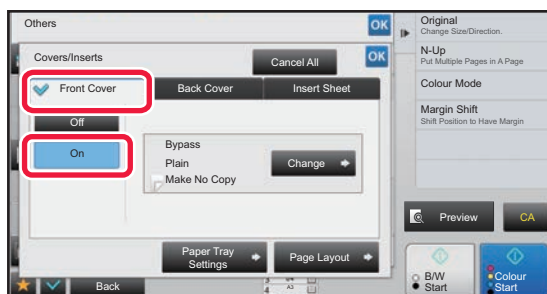 Others
OK
Covers/Inserts
Cancel All
OK
Front Cover
Back Cover
Insert Sheet
Off
On
Bypass
Plain
Make No Copy
Change
Paper Tray
Settings
Page Layout
Back
A3
4
Original
Change Size/Direction.
N-Up
Put Multiple Pages in A Page
Colour Mode
Margin Shift
Shift Position to Have Margin
Preview
CA
B/W
Start
Colour
Start